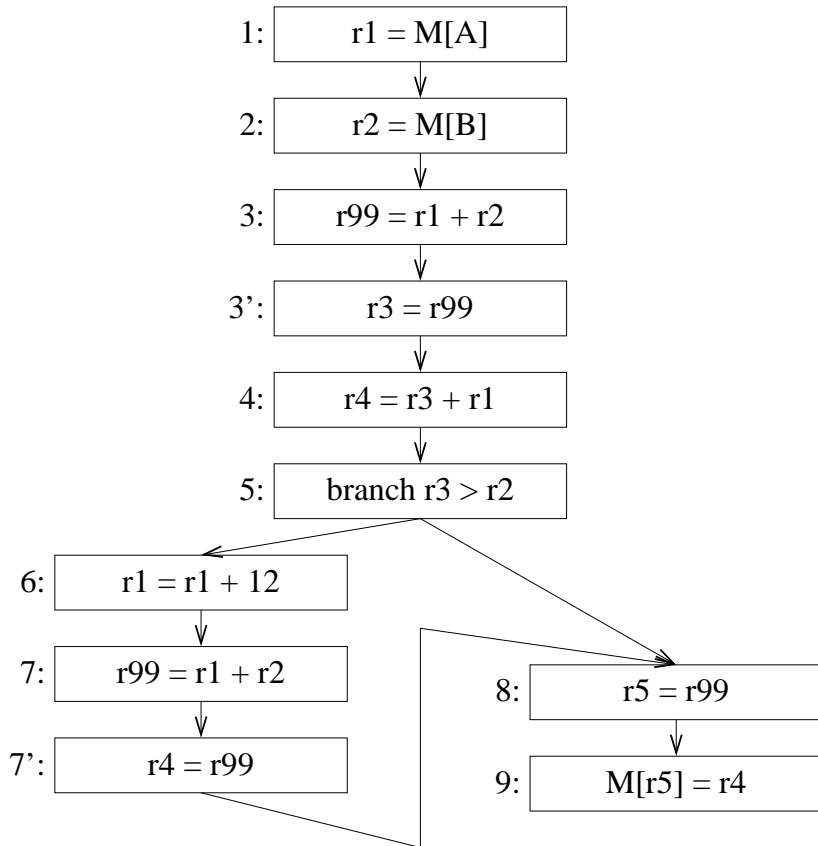 1: r1 = M[A]
2: r2 = M[B]
3: r99 = r1 + r2
3’: r3 = r99
4: r4 = r3 + r1
5: branch r3 > r2
6: r1 = r1 + 12
7: r99 = r1 + r2
7’: r4 = r99
8: r5 = r99
9: M[r5] = r4